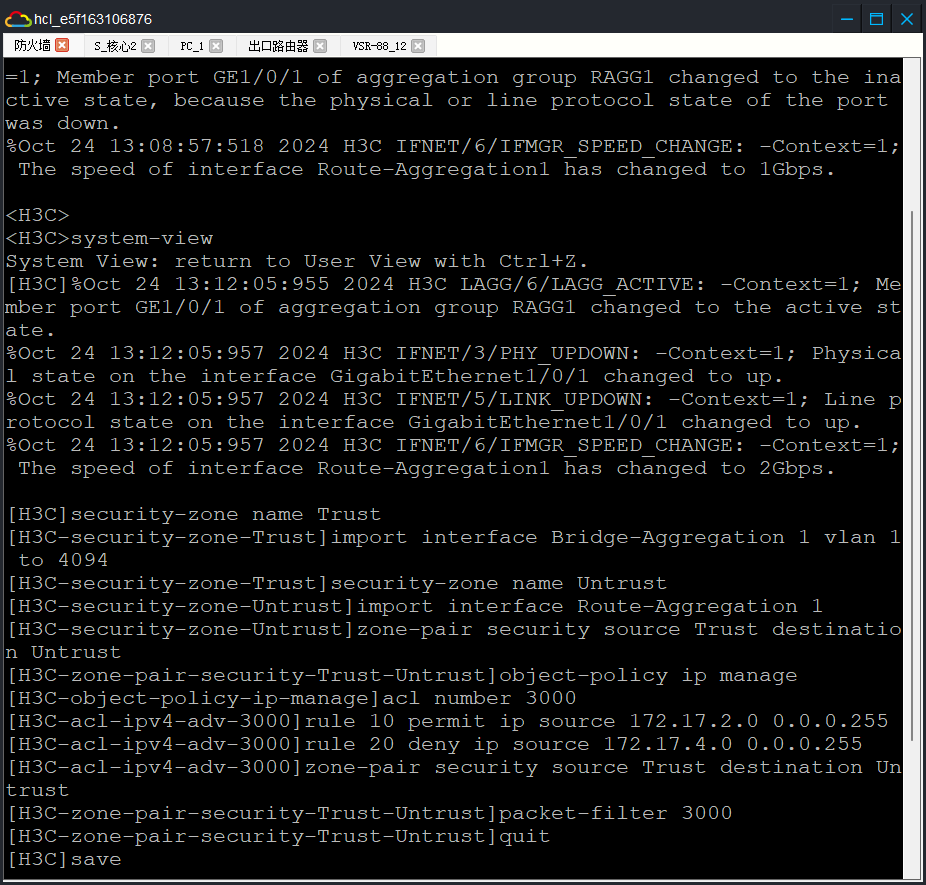 hcl_e5f163106876
防火墙 S_核心2 PC_1 出口路由器 VSR-88_12
=1; Member port GE1/0/1 of aggregation group RAGG1 changed to the ina
ctive state, because the physical or line protocol state of the port
was down.
%Oct 24 13:08:57:518 2024 H3C IFNET/6/IFMGR_SPEED_CHANGE: -Context=1;
 The speed of interface Route-Aggregation1 has changed to 1Gbps.
<H3C>
<H3C>system-view
System View: return to User View with Ctrl+Z.
[H3C]%Oct 24 13:12:05:955 2024 H3C LAGG/6/LAGG_ACTIVE: -Context=1; Me
mber port GE1/0/1 of aggregation group RAGG1 changed to the active st
ate.
%Oct 24 13:12:05:957 2024 H3C IFNET/3/PHY_UPDOWN: -Context=1; Physica
l state on the interface GigabitEthernet1/0/1 changed to up.
%Oct 24 13:12:05:957 2024 H3C IFNET/5/LINK_UPDOWN: -Context=1; Line p
rotocol state on the interface GigabitEthernet1/0/1 changed to up.
%Oct 24 13:12:05:957 2024 H3C IFNET/6/IFMGR_SPEED_CHANGE: -Context=1;
 The speed of interface Route-Aggregation1 has changed to 2Gbps.
[H3C]security-zone name Trust
[H3C-security-zone-Trust]import interface Bridge-Aggregation 1 vlan 1
 to 4094
[H3C-security-zone-Trust]security-zone name Untrust
[H3C-security-zone-Untrust]import interface Route-Aggregation 1
[H3C-security-zone-Untrust]zone-pair security source Trust destinatio
n Untrust
[H3C-zone-pair-security-Trust-Untrust]object-policy ip manage
[H3C-object-policy-ip-manage]acl number 3000
[H3C-acl-ipv4-adv-3000]rule 10 permit ip source 172.17.2.0 0.0.0.255
[H3C-acl-ipv4-adv-3000]rule 20 deny ip source 172.17.4.0 0.0.0.255
[H3C-acl-ipv4-adv-3000]zone-pair security source Trust destination Un
trust
[H3C-zone-pair-security-Trust-Untrust]packet-filter 3000
[H3C-zone-pair-security-Trust-Untrust]quit
[H3C]save